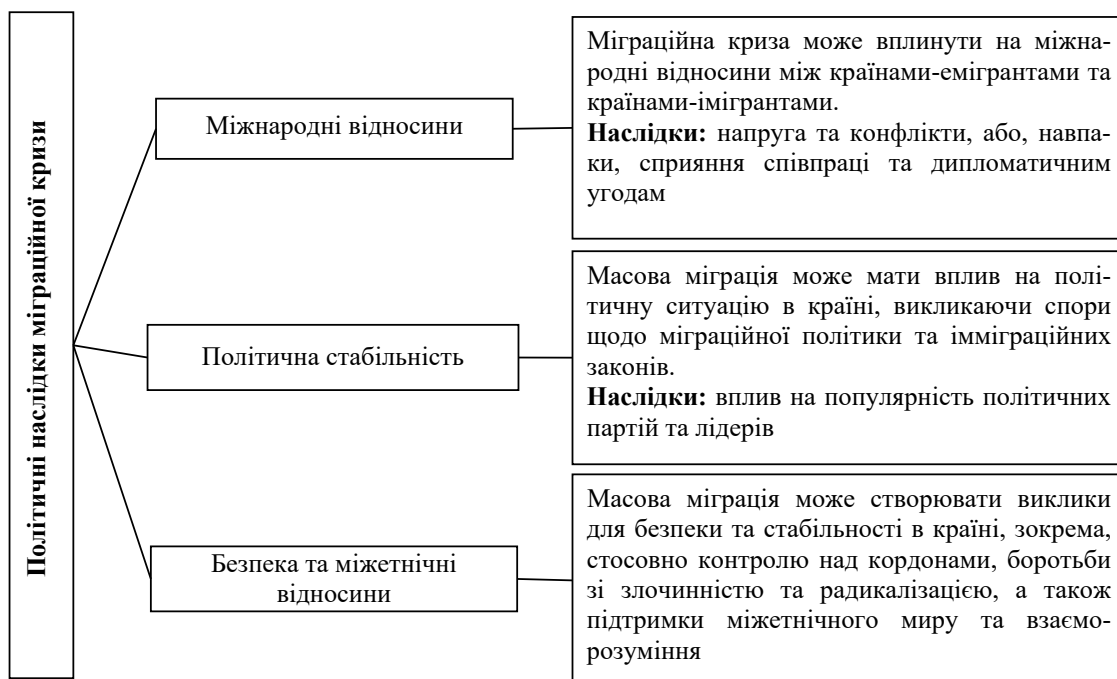 Політичні наслідки міграційної кризи
Міжнародні відносини
Міграційна криза може вплинути на міжна-
родні відносини між країнами-емігрантами та
країнами-імігрантами.
Наслідки: напруга та конфлікти, або, навпа-
ки, сприяння співпраці та дипломатичним
угодам
Політична стабільність
Масова міграція може мати вплив на полі-
тичну ситуацію в країні, викликаючи спори
щодо міграційної політики та імміграційних
законів.
Наслідки: вплив на популярність політичних
партій та лідерів
Безпека та міжетнічні
відносини
Масова міграція може створювати виклики
для безпеки та стабільності в країні, зокрема,
стосовно контролю над кордонами, боротьби
зі злочинністю та радикалізацією, а також
підтримки міжетнічного миру та взаємо-
розуміння